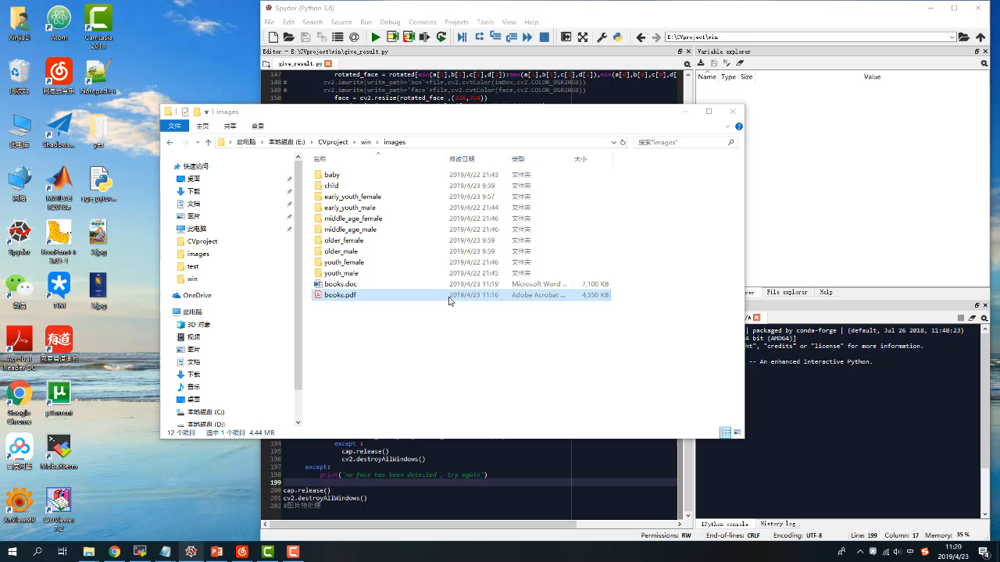 XinjiaL...
Atom
Camtasia 2018
回收站
网易云音乐
Notepad++
此电脑
Shadows...
yes
网络
MATLAB R2018a
age_pytor...
Spyder
FreeFem++
3.61-1
X1jpg
微信
TIM
Acrobat Reader DC
网易有道词典
Google Chrome
µTorrent
百度网盘
MobaXterm
XnViewMP
CAJViewer 7.2
Spyder (Python 3.6)
File Edit Search Source Run Debug Consoles Projects Tools View Help
E:\CVproject\win
Editor - E:\CVproject\win\give_result.py
Variable explorer
give_result.py
Name Type Size Value
147 rotated_face = rotated[min(a[1],b[1],c[1],d[1]):max(a[1],b[1],c[1],d[1]),min(a[0],b[0],c[0],d[
148 # cv2.imwrite(write_path+'box'+file,cv2.cvtColor(imBox,cv2.COLOR_BGR2RGB))
149 # cv2.imwrite(write_path+'face'+file,cv2.cvtColor(face,cv2.COLOR_BGR2RGB))
150 face = cv2.resize(rotated_face ,(224,224))
images
文件 主页 共享 查看
此电脑 本地磁盘 (E:) CVproject win images
搜索"images"
快速访问
桌面
下载
文档
图片
此电脑
CVproject
images
test
win
OneDrive
此电脑
3D 对象
视频
图片
文档
下载
音乐
桌面
本地磁盘 (C:)
本地磁盘 (D:)
名称 修改日期 类型 大小
baby 2019/4/22 21:43 文件夹
child 2019/4/23 9:59 文件夹
early_youth_female 2019/4/23 9:57 文件夹
early_youth_male 2019/4/22 21:44 文件夹
middle_age_female 2019/4/22 21:46 文件夹
middle_age_male 2019/4/22 21:46 文件夹
older_female 2019/4/23 9:59 文件夹
older_male 2019/4/23 9:59 文件夹
youth_female 2019/4/22 21:46 文件夹
youth_male 2019/4/22 21:45 文件夹
books.doc 2019/4/23 11:19 Microsoft Word ... 7,100 KB
books.pdf 2019/4/23 11:16 Adobe Acrobat ... 4,550 KB
12 个项目 选中 1 个项目 4.44 MB
File explorer Help
| packaged by conda-forge | (default, Jul 26 2018, 11:48:23)
4 bit (AMD64)]
", "credits" or "license" for more information.
-- An enhanced Interactive Python.
194 except :
195 cap.release()
196 cv2.destroyAllWindows()
197 except:
198 print('no face has been detected , try again')
199
200 cap.release()
201 cv2.destroyAllWindows()
202 #图片预处理
IPython console History log
Permissions: RW End-of-lines: CRLF Encoding: UTF-8 Line: 199 Column: 17 Memory: 35 %
中
11:20
2019/4/23